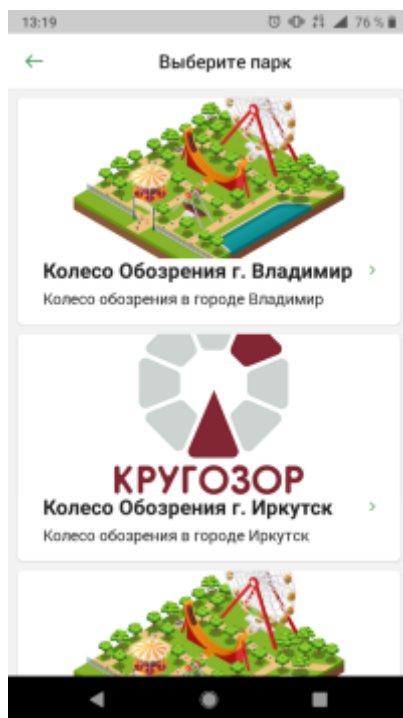 13:19
76 %
Выберите парк
Колесо Обозрения г. Владимир
Колесо обозрения в городе Владимир
КРУГОЗОР
Колесо Обозрения г. Иркутск
Колесо обозрения в городе Иркутск